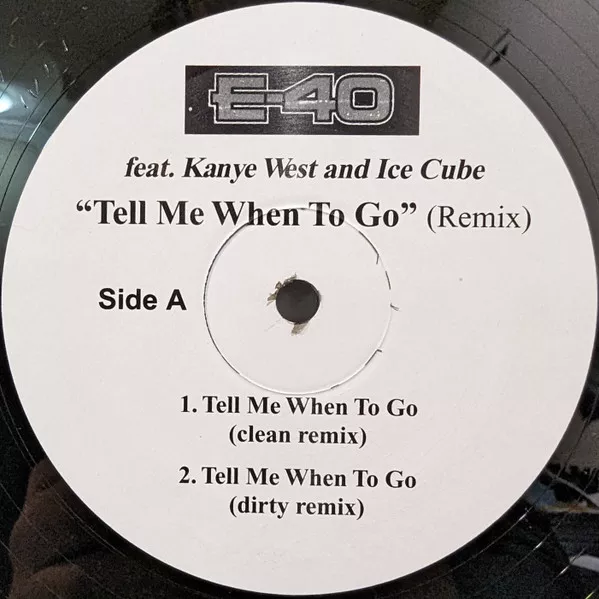 E-40
feat. Kanye West and Ice Cube
“Tell Me When To Go” (Remix)
Side A
1. Tell Me When To Go
(clean remix)
2. Tell Me When To Go
(dirty remix)